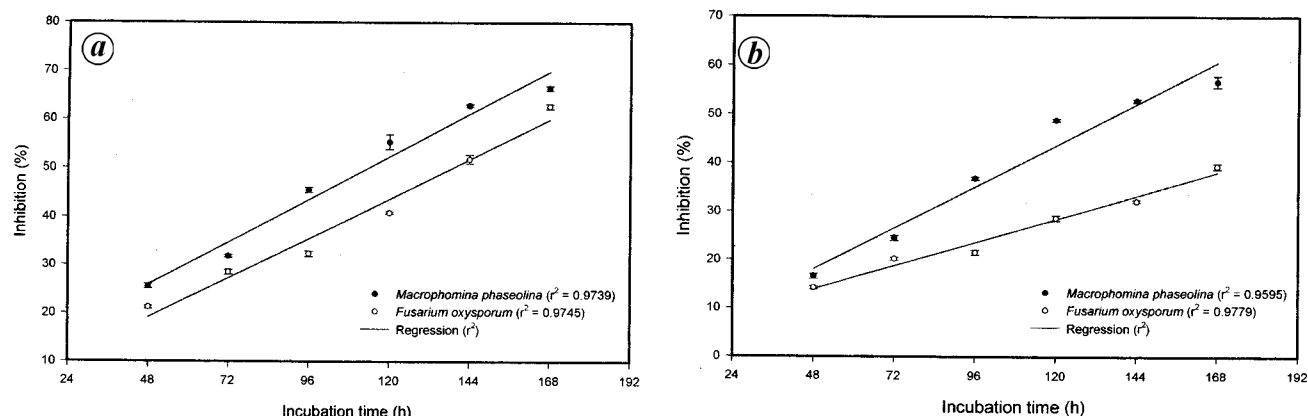 a
80
70
60
50
40
30
20
10
Inhibition (%)
● Macrophomina phaseolina (r² = 0.9739)
○ Fusarium oxysporum (r² = 0.9745)
— Regression (r²)
24 48 72 96 120 144 168 192
Incubation time (h)
b
70
60
50
40
30
20
10
0
Inhibition (%)
● Macrophomina phaseolina (r² = 0.9595)
○ Fusarium oxysporum (r² = 0.9779)
— Regression (r²)
24 48 72 96 120 144 168 192
Incubation time (h)